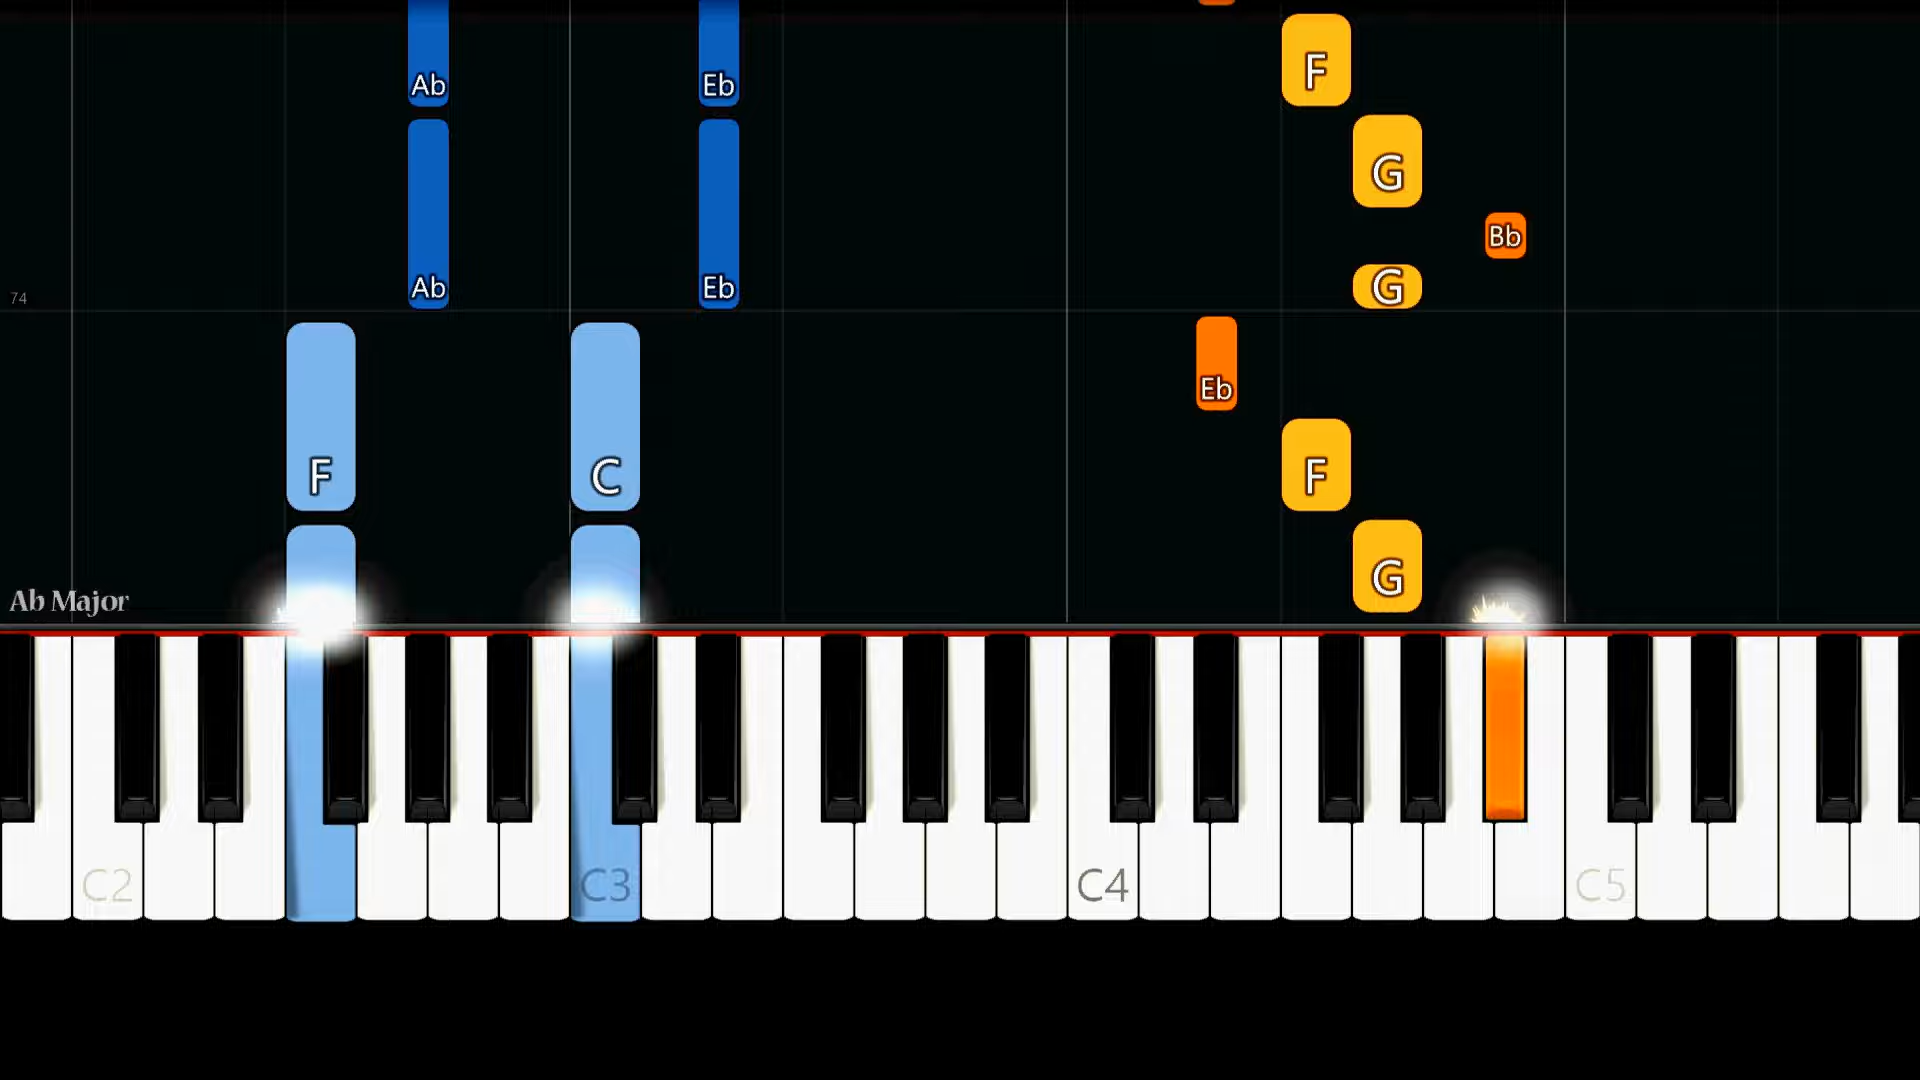 F
Ab Eb
G
Bb
Ab Eb G
74
Eb
F C F
G
Ab Major
C2 C3 C4 C5